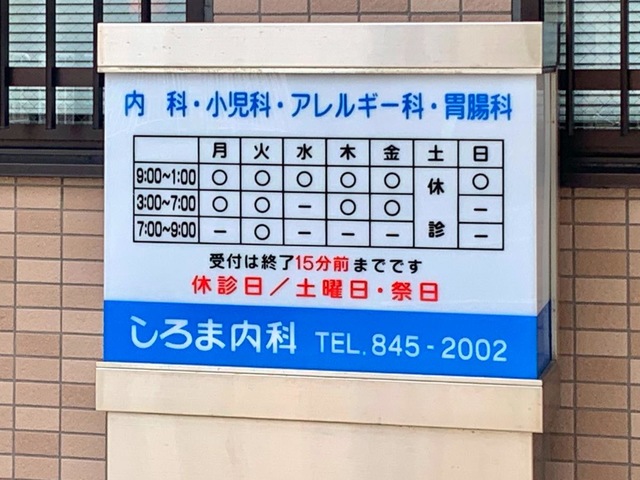 内 科・小児科・アレルギー科・胃腸科
月 火 水 木 金 土 日
9:00~1:00 ○ ○ ○ ○ ○ 休診 ○
3:00~7:00 ○ ○ － ○ ○ －
7:00~9:00 － ○ － － － －
受付は終了15分前までです
休診日／土曜日・祭日
しろま内科 TEL.845-2002